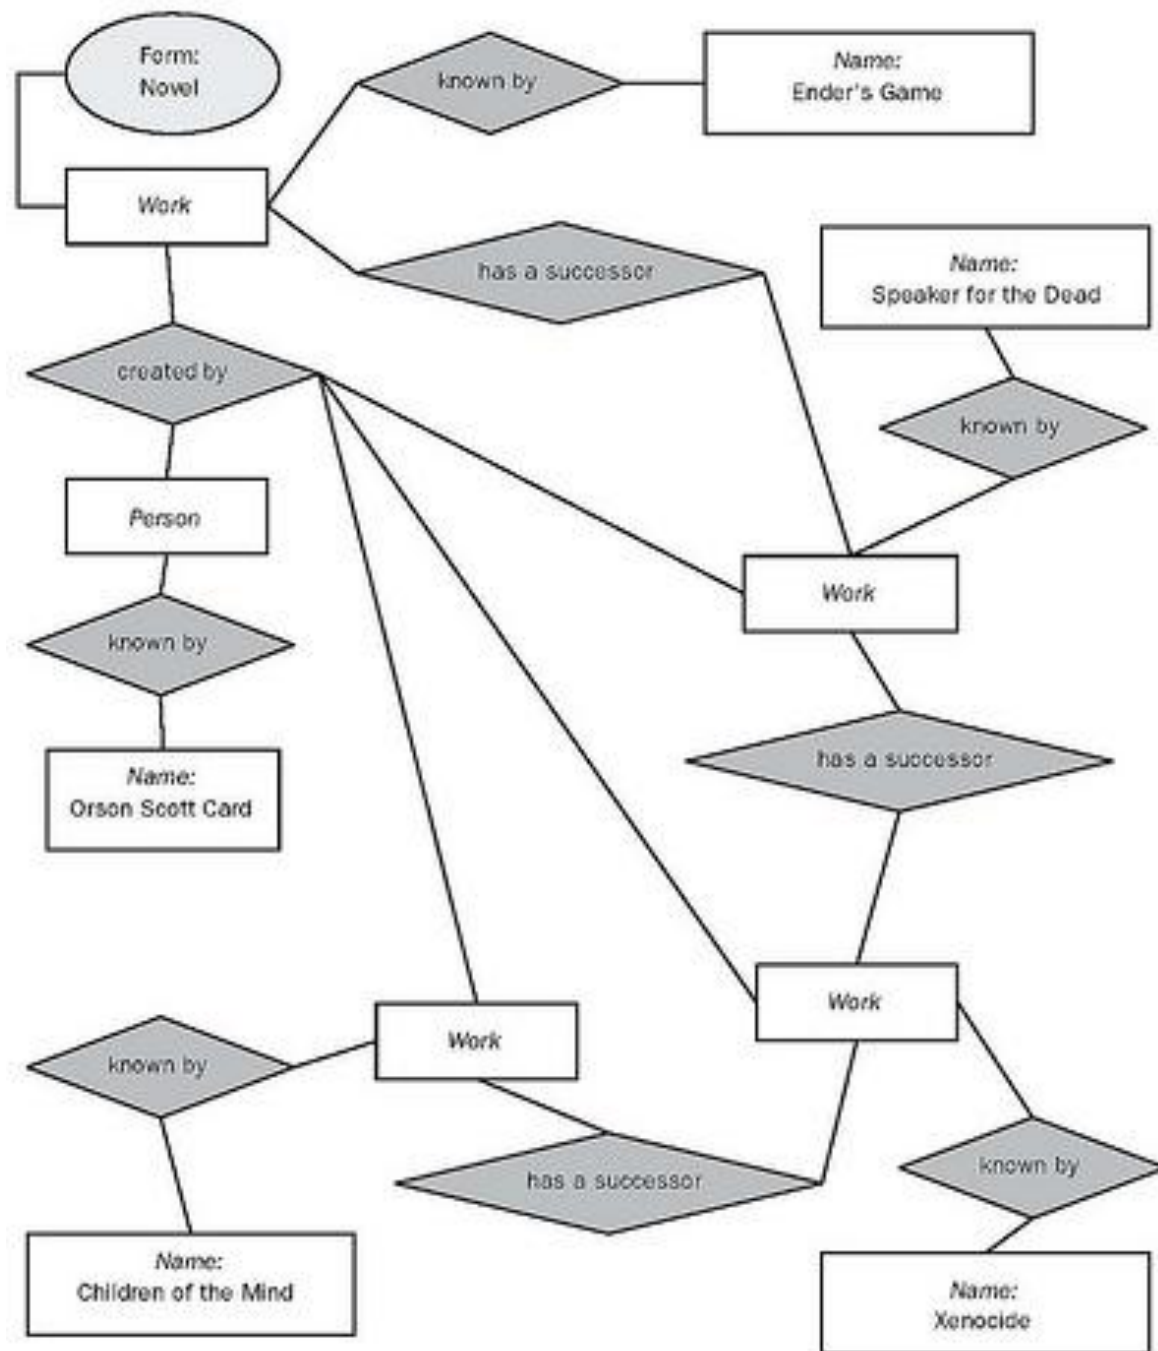 Form:
Novel
known by
Name:
Ender's Game
Work
has a successor
Name:
Speaker for the Dead
created by
known by
Person
Work
known by
has a successor
Name:
Orson Scott Card
Work
Work
known by
known by
has a successor
Name:
Children of the Mind
Name:
Xenocide